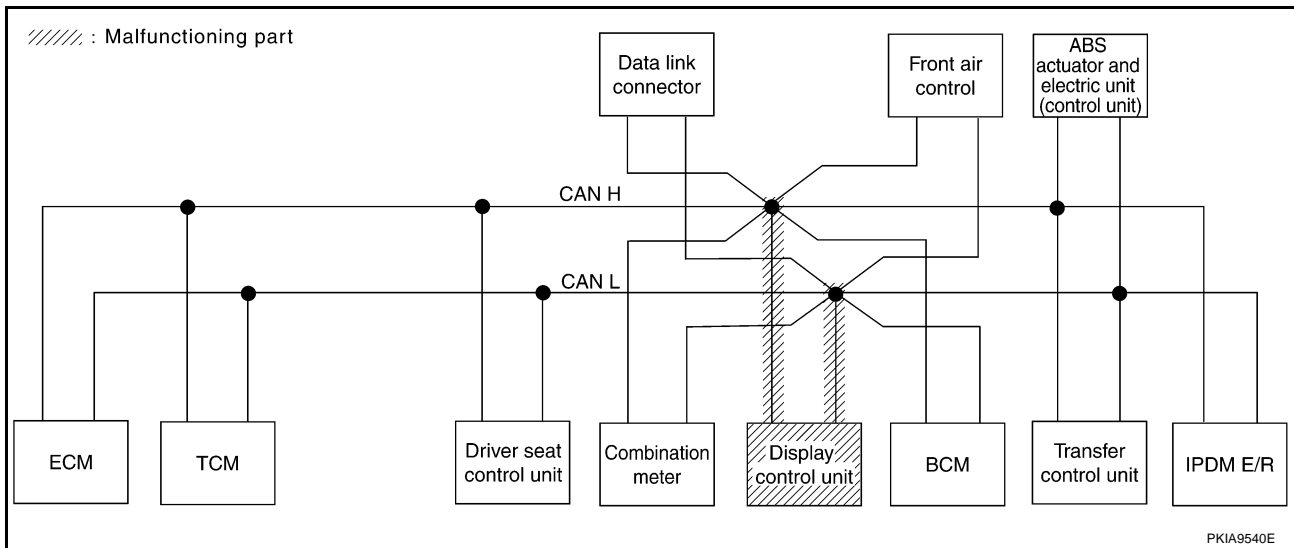 : Malfunctioning part
Data link
connector
Front air
control
ABS
actuator and
electric unit
(control unit)
CAN H
CAN L
ECM
TCM
Driver seat
control unit
Combination
meter
Display
control unit
BCM
Transfer
control unit
IPDM E/R
PKIA9540E